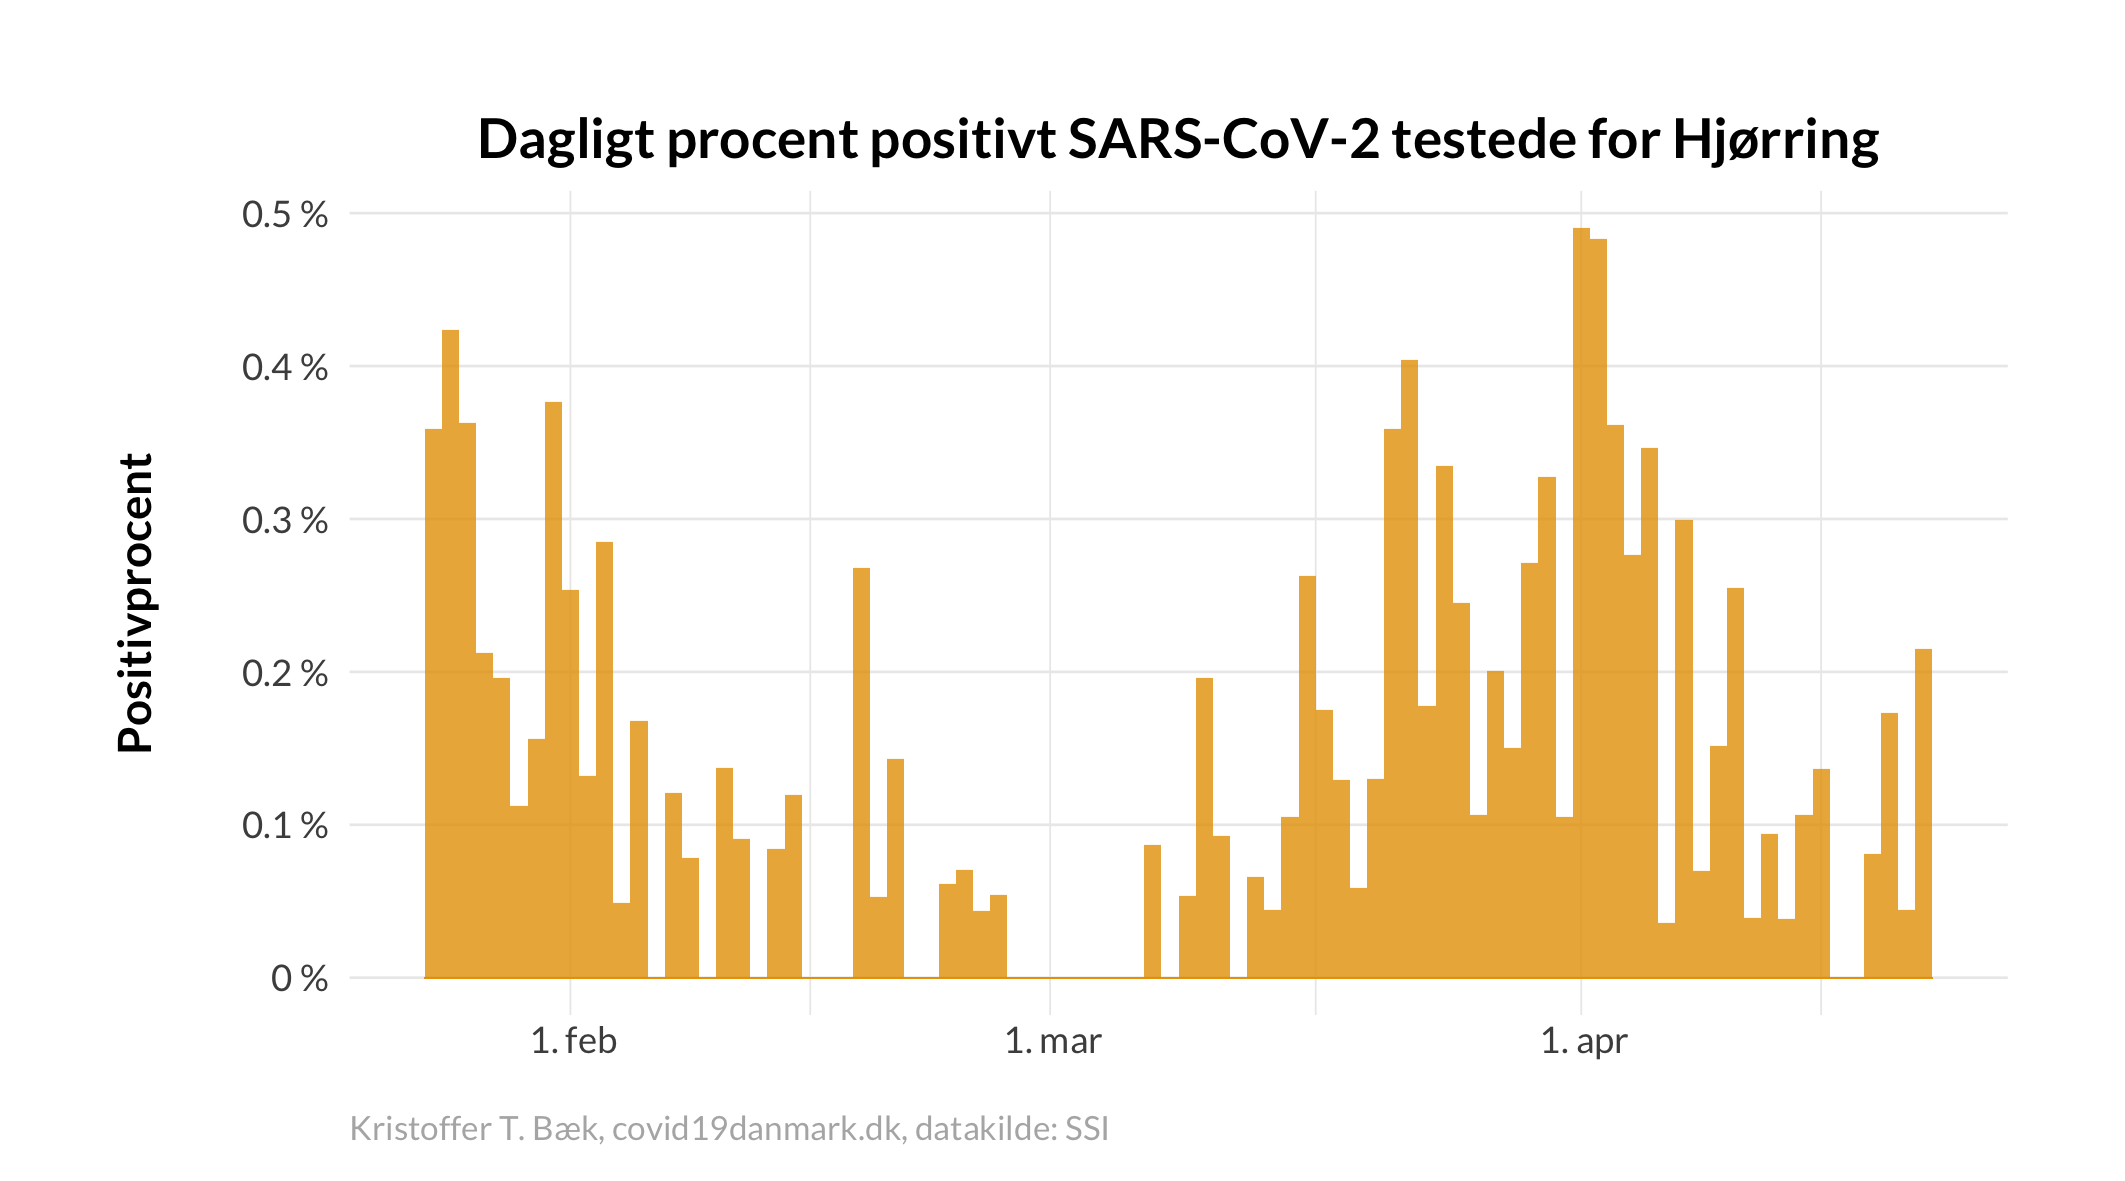 Dagligt procent positivt SARS-CoV-2 testede for Hjørring
Positivprocent
0.5 %
0.4 %
0.3 %
0.2 %
0.1 %
0 %
1. feb
1. mar
1. apr
Kristoffer T. Bæk, covid19danmark.dk, datakilde: SSI